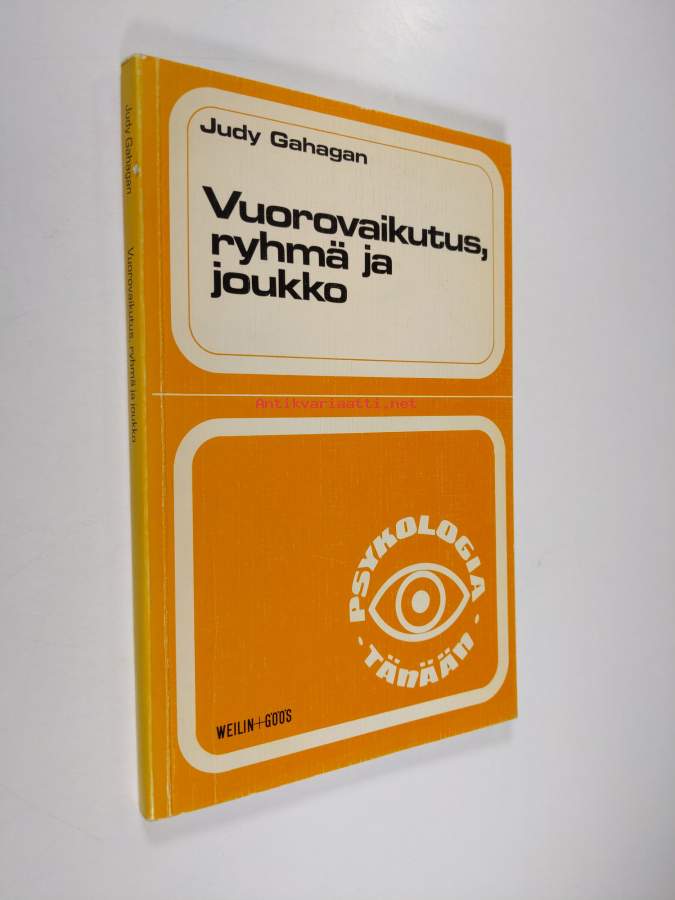 Judy Gahagan
Vuorovaikutus,
ryhmä ja
joukko
Antikvariaatti.net
PSYKOLOGIA
· TÄNÄÄN ·
WEILIN+GÖÖS
Judy Gahagan
Vuorovaikutus, ryhmä ja joukko